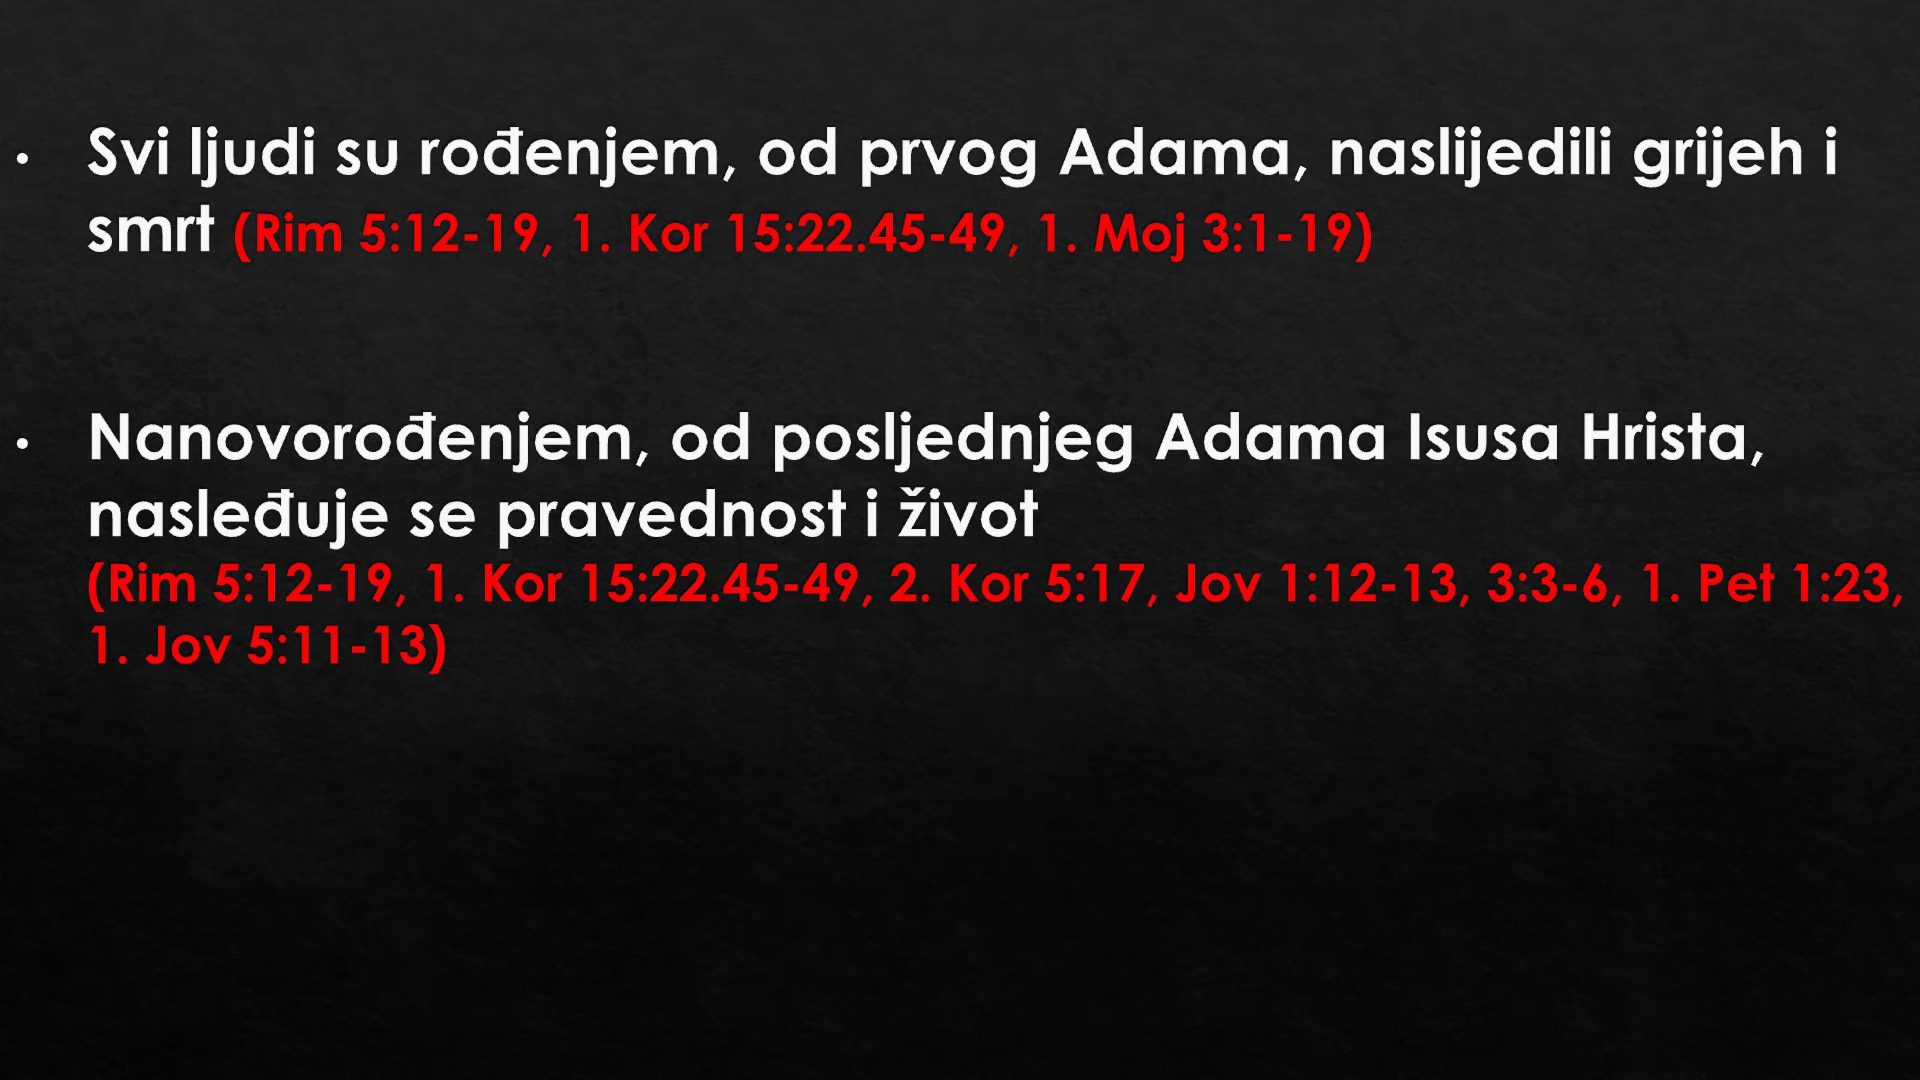 • Svi ljudi su rođenjem, od prvog Adama, naslijedili grijeh i
smrt (Rim 5:12-19, 1. Kor 15:22.45-49, 1. Moj 3:1-19)
• Nanovorođenjem, od posljednjeg Adama Isusa Hrista,
nasleđuje se pravednost i život
(Rim 5:12-19, 1. Kor 15:22.45-49, 2. Kor 5:17, Jov 1:12-13, 3:3-6, 1. Pet 1:23,
1. Jov 5:11-13)